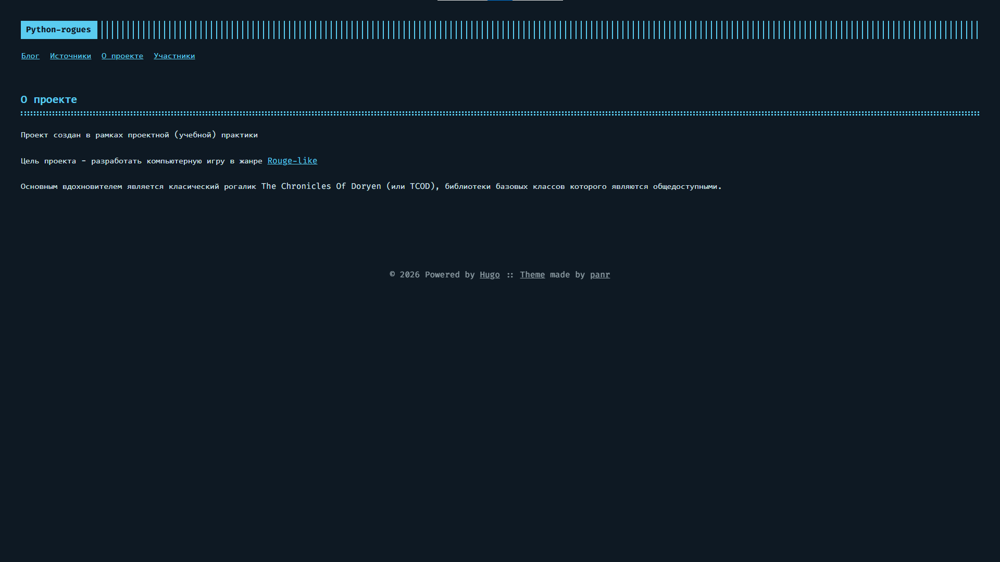 Python-rogues
Блог Источники О проекте Участники
О проекте
Проект создан в рамках проектной (учебной) практики
Цель проекта - разработать компьютерную игру в жанре Rouge-like
Основным вдохновителем является класический рогалик The Chronicles Of Doryen (или TCOD), библиотеки базовых классов которого являются общедоступными.
© 2026 Powered by Hugo :: Theme made by panr